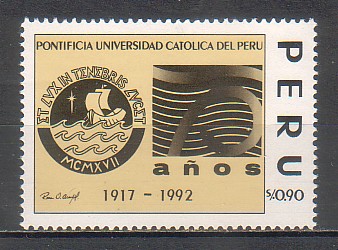 PONTIFICIA UNIVERSIDAD CATOLICA DEL PERU
ET LVX IN TENEBRIS LVCET
MCMXVII
75
años
1917 - 1992
PERU
S/.0.90